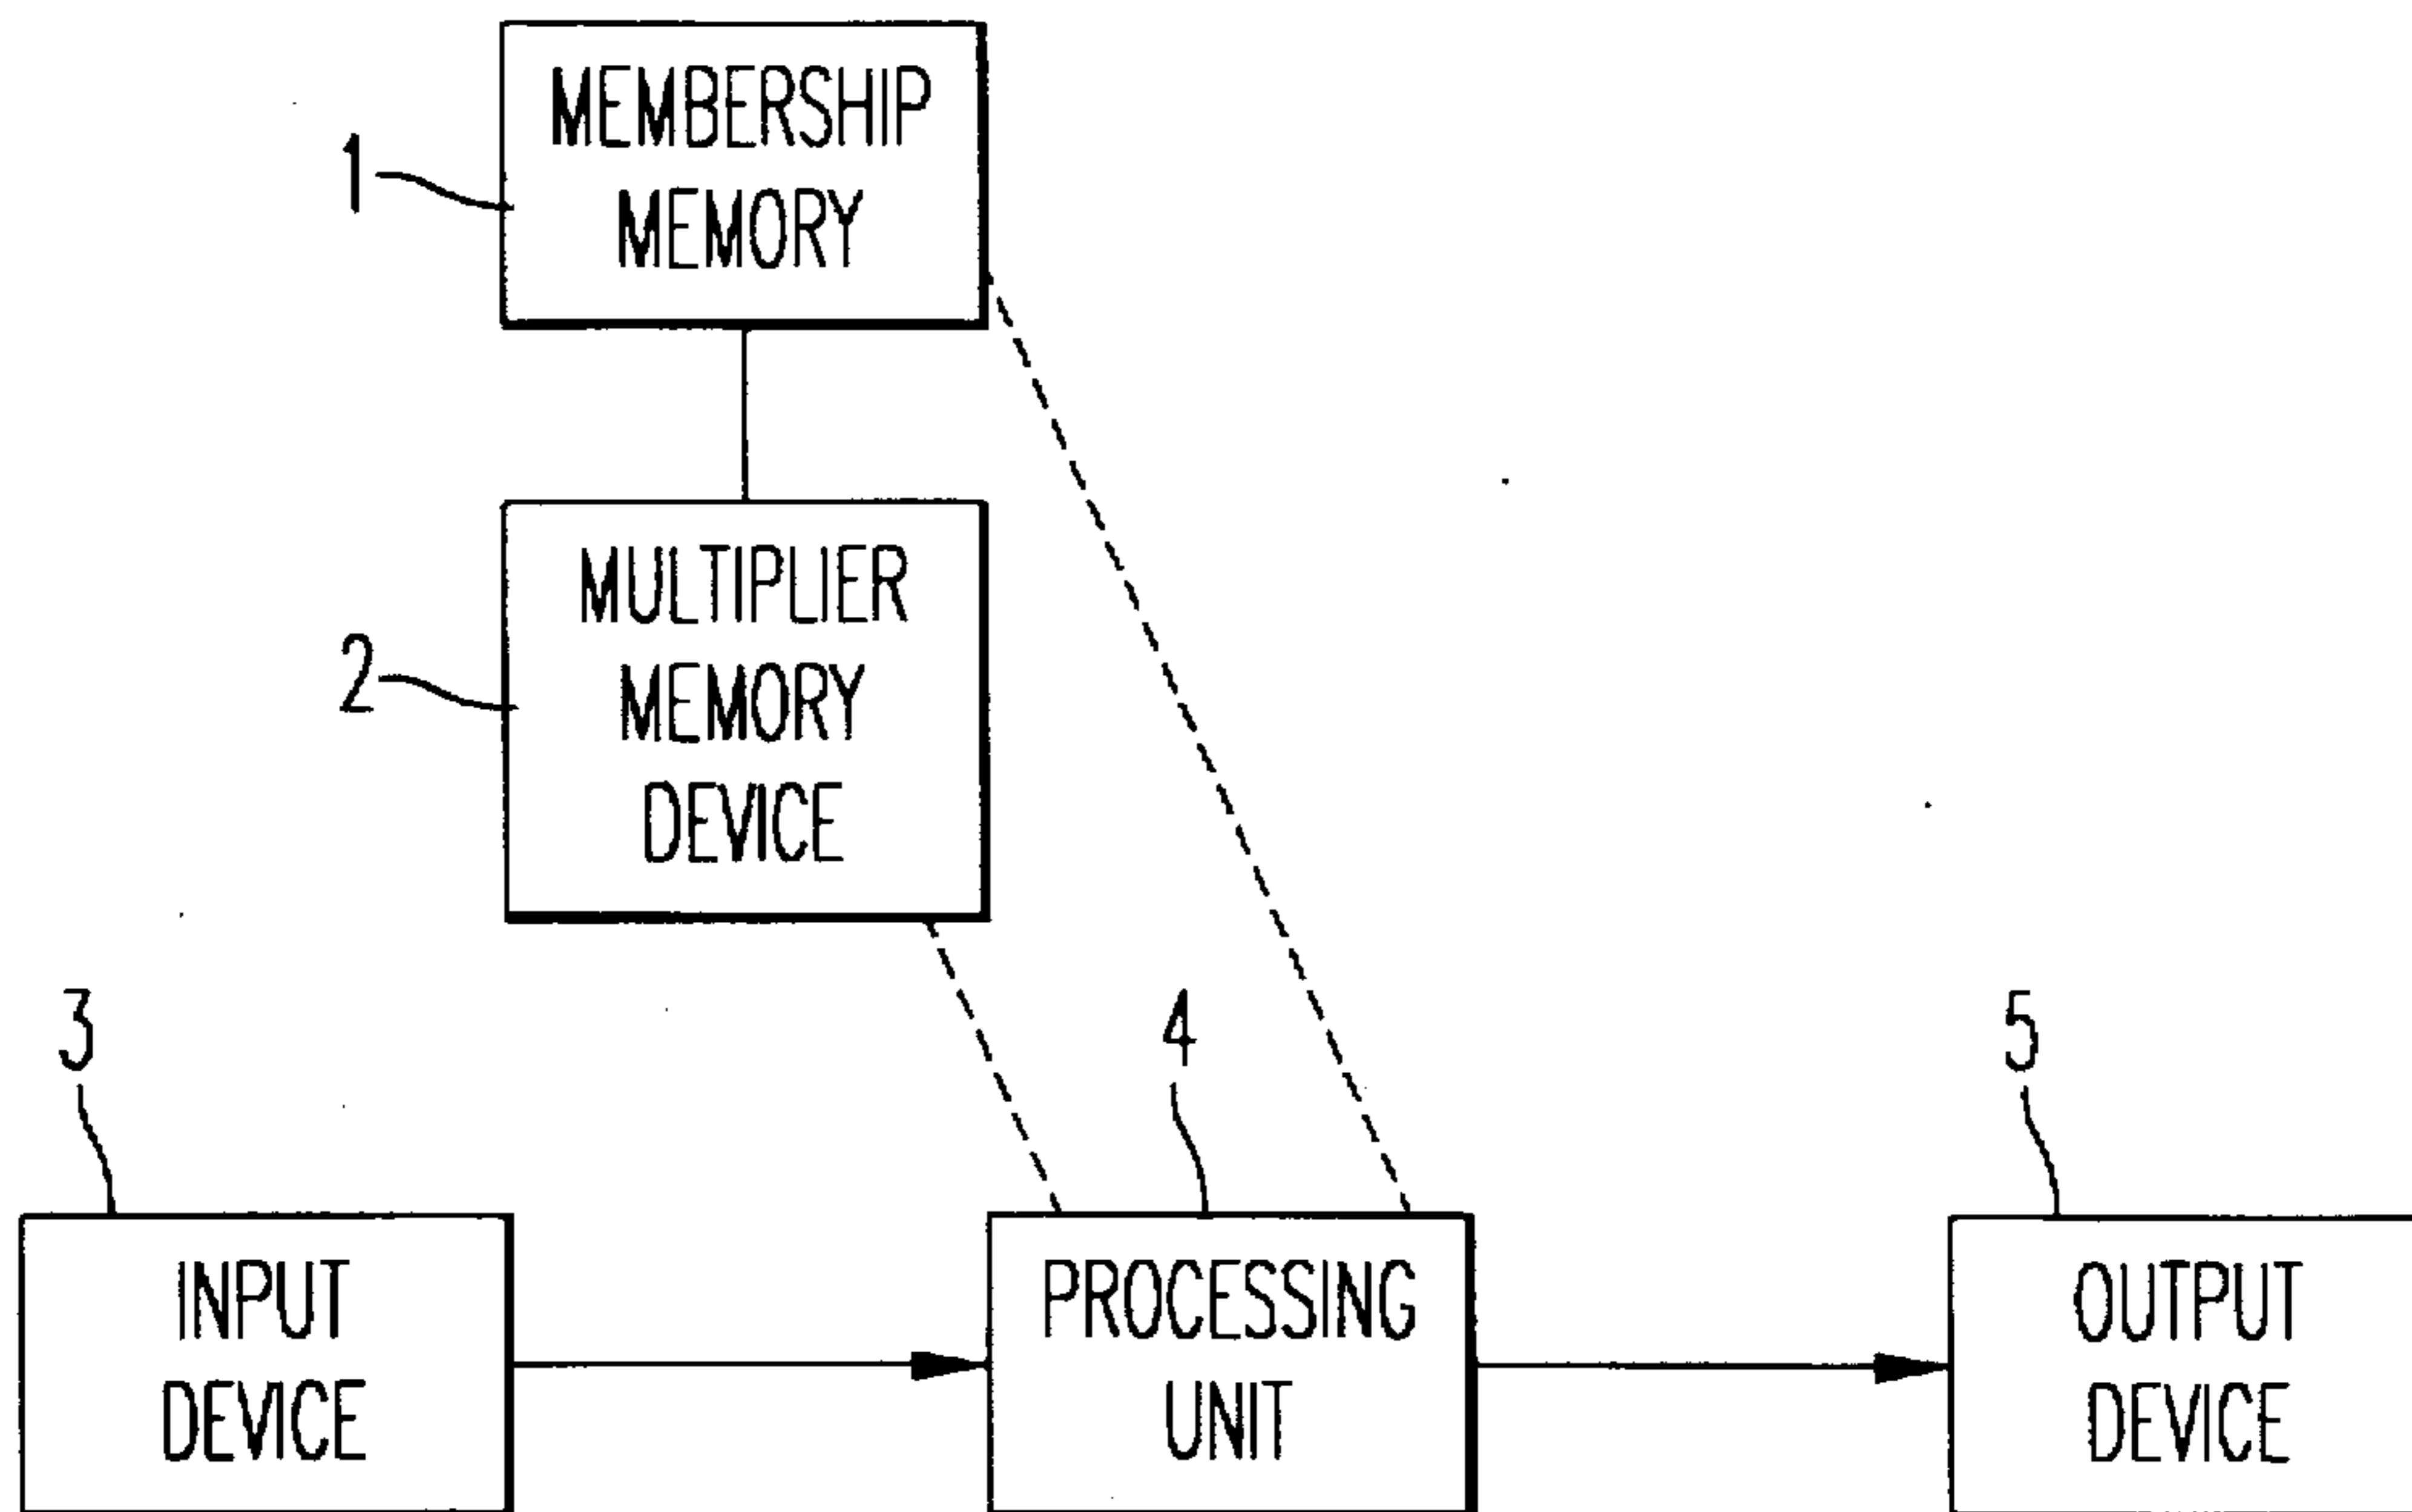 MEMBERSHIP
MEMORY
1
MULTIPLIER
MEMORY
DEVICE
2
3
4
5
INPUT
DEVICE
PROCESSING
UNIT
OUTPUT
DEVICE